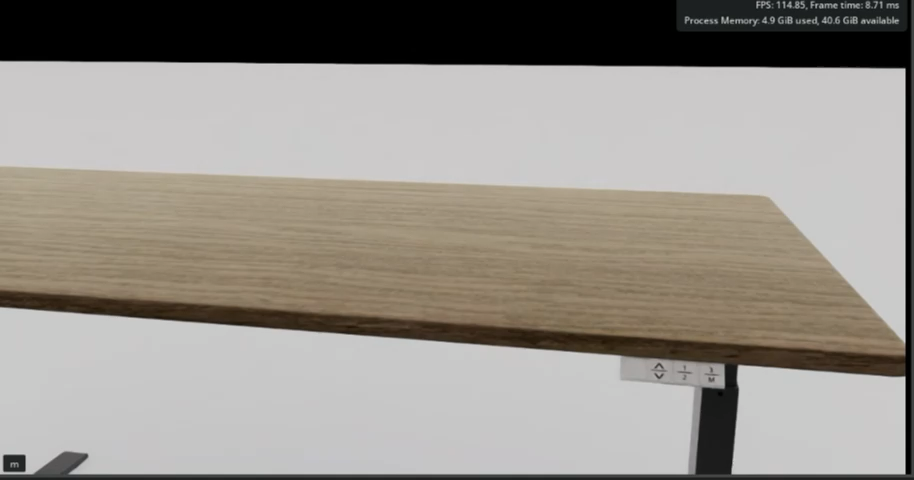 FPS: 114.85, Frame time: 8.71 ms
Process Memory: 4.9 GiB used, 40.6 GiB available
1 3
2 M
m